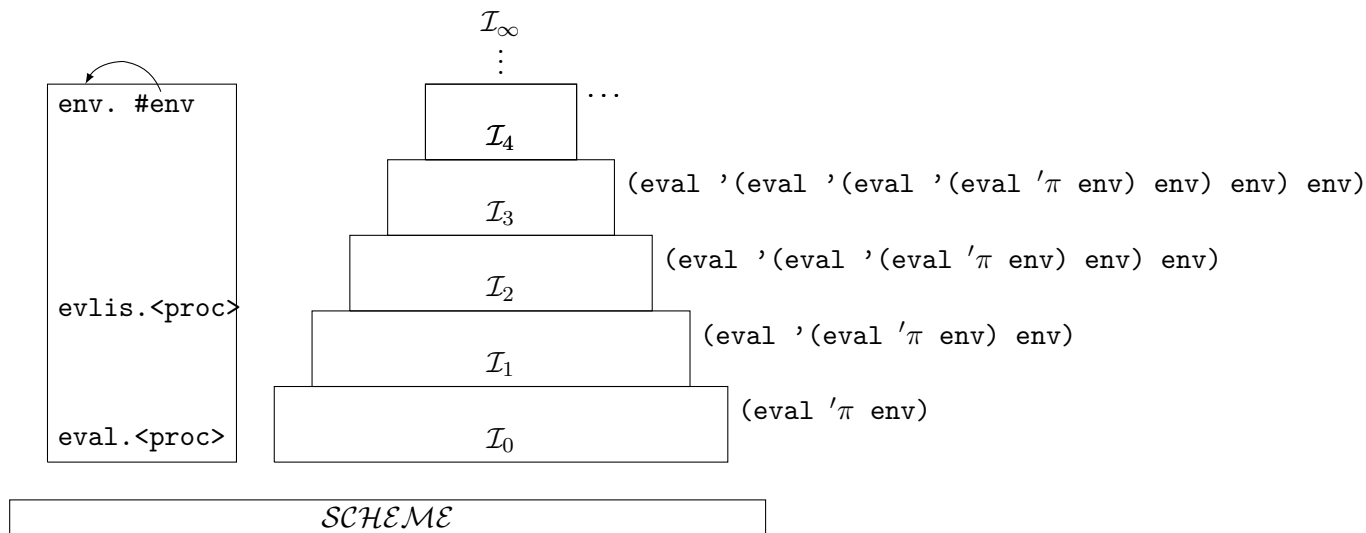 I∞
⋮
env. #env
...
I4
(eval ’(eval ’(eval ’(eval ′π env) env) env) env)
I3
(eval ’(eval ’(eval ′π env) env) env)
I2
evlis.<proc>
(eval ’(eval ′π env) env)
I1
(eval ′π env)
eval.<proc>
I0
SCHEME